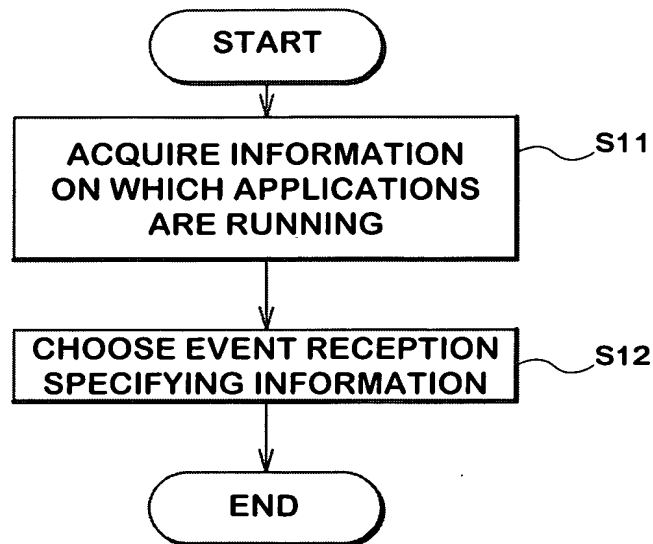 START
ACQUIRE INFORMATION
ON WHICH APPLICATIONS
ARE RUNNING
S11
CHOOSE EVENT RECEPTION
SPECIFYING INFORMATION
S12
END